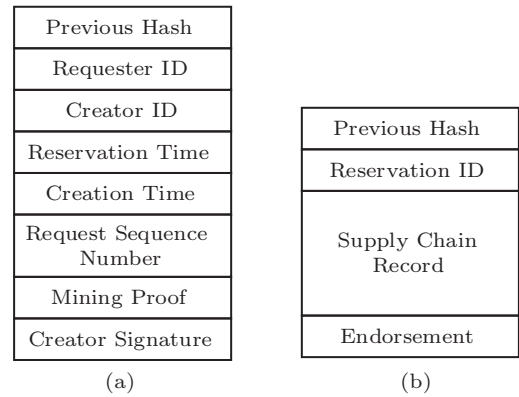 Previous Hash
Requester ID
Creator ID
Reservation Time
Creation Time
Request Sequence
Number
Mining Proof
Creator Signature
(a)
Previous Hash
Reservation ID
Supply Chain
Record
Endorsement
(b)